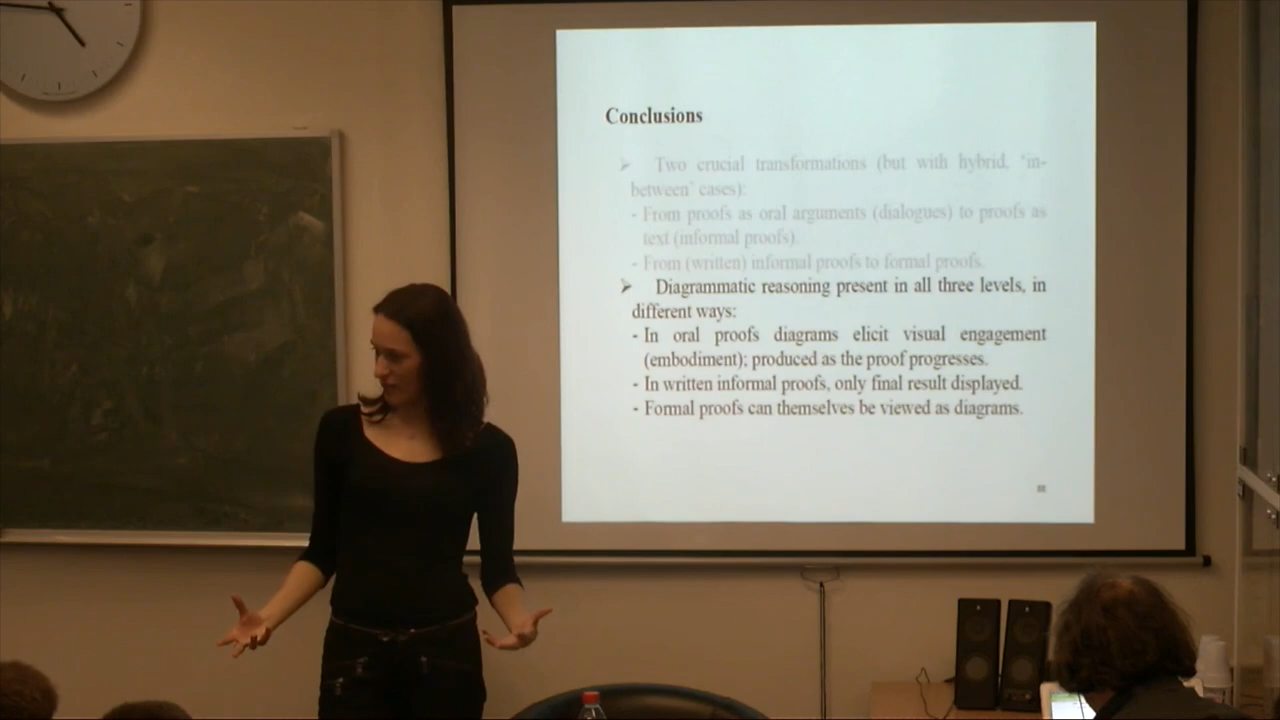 Conclusions
➢ Two crucial transformations (but with hybrid, 'in-
between' cases):
- From proofs as oral arguments (dialogues) to proofs as
text (informal proofs).
- From (written) informal proofs to formal proofs.
➢ Diagrammatic reasoning present in all three levels, in
different ways:
- In oral proofs diagrams elicit visual engagement
(embodiment); produced as the proof progresses.
- In written informal proofs, only final result displayed.
- Formal proofs can themselves be viewed as diagrams.